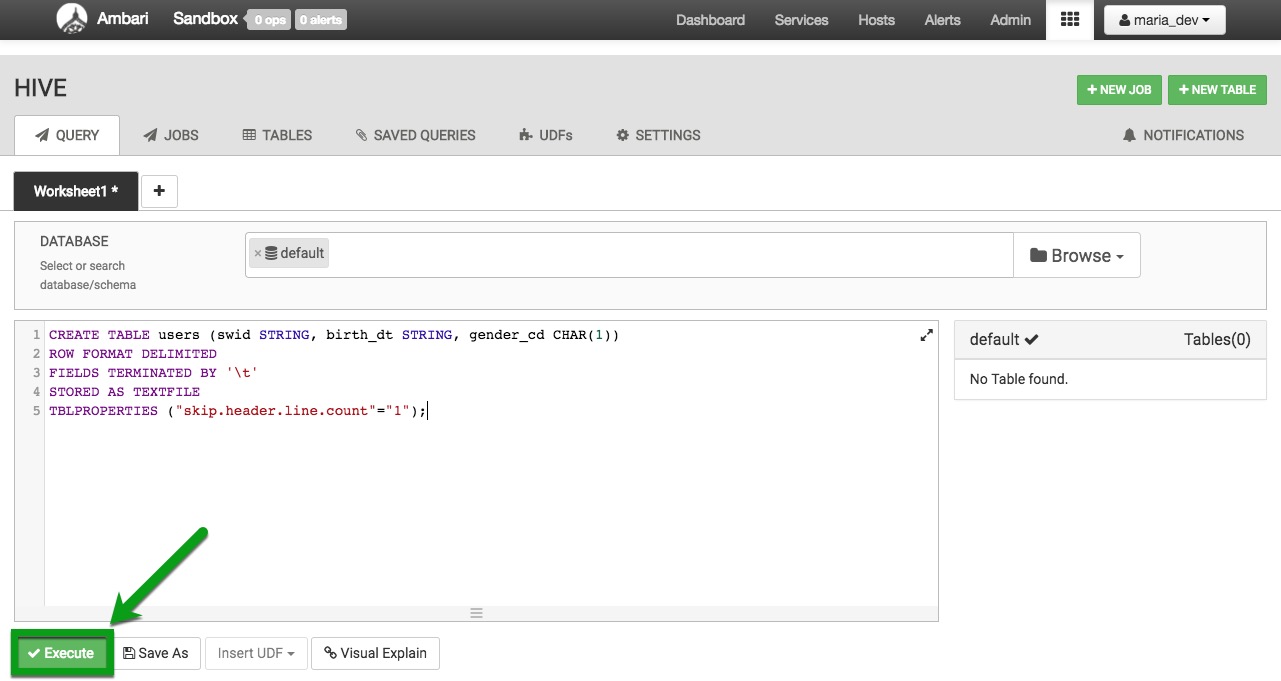 Ambari Sandbox 0 ops 0 alerts Dashboard Services Hosts Alerts Admin maria_dev
HIVE
NEW JOB NEW TABLE
QUERY JOBS TABLES SAVED QUERIES UDFs SETTINGS NOTIFICATIONS
Worksheet1 * +
DATABASE
Select or search
database/schema
× default
Browse
1 CREATE TABLE users (swid STRING, birth_dt STRING, gender_cd CHAR(1))
2 ROW FORMAT DELIMITED
3 FIELDS TERMINATED BY '\t'
4 STORED AS TEXTFILE
5 TBLPROPERTIES ("skip.header.line.count"="1");
default Tables(0)
No Table found.
Execute Save As Insert UDF Visual Explain